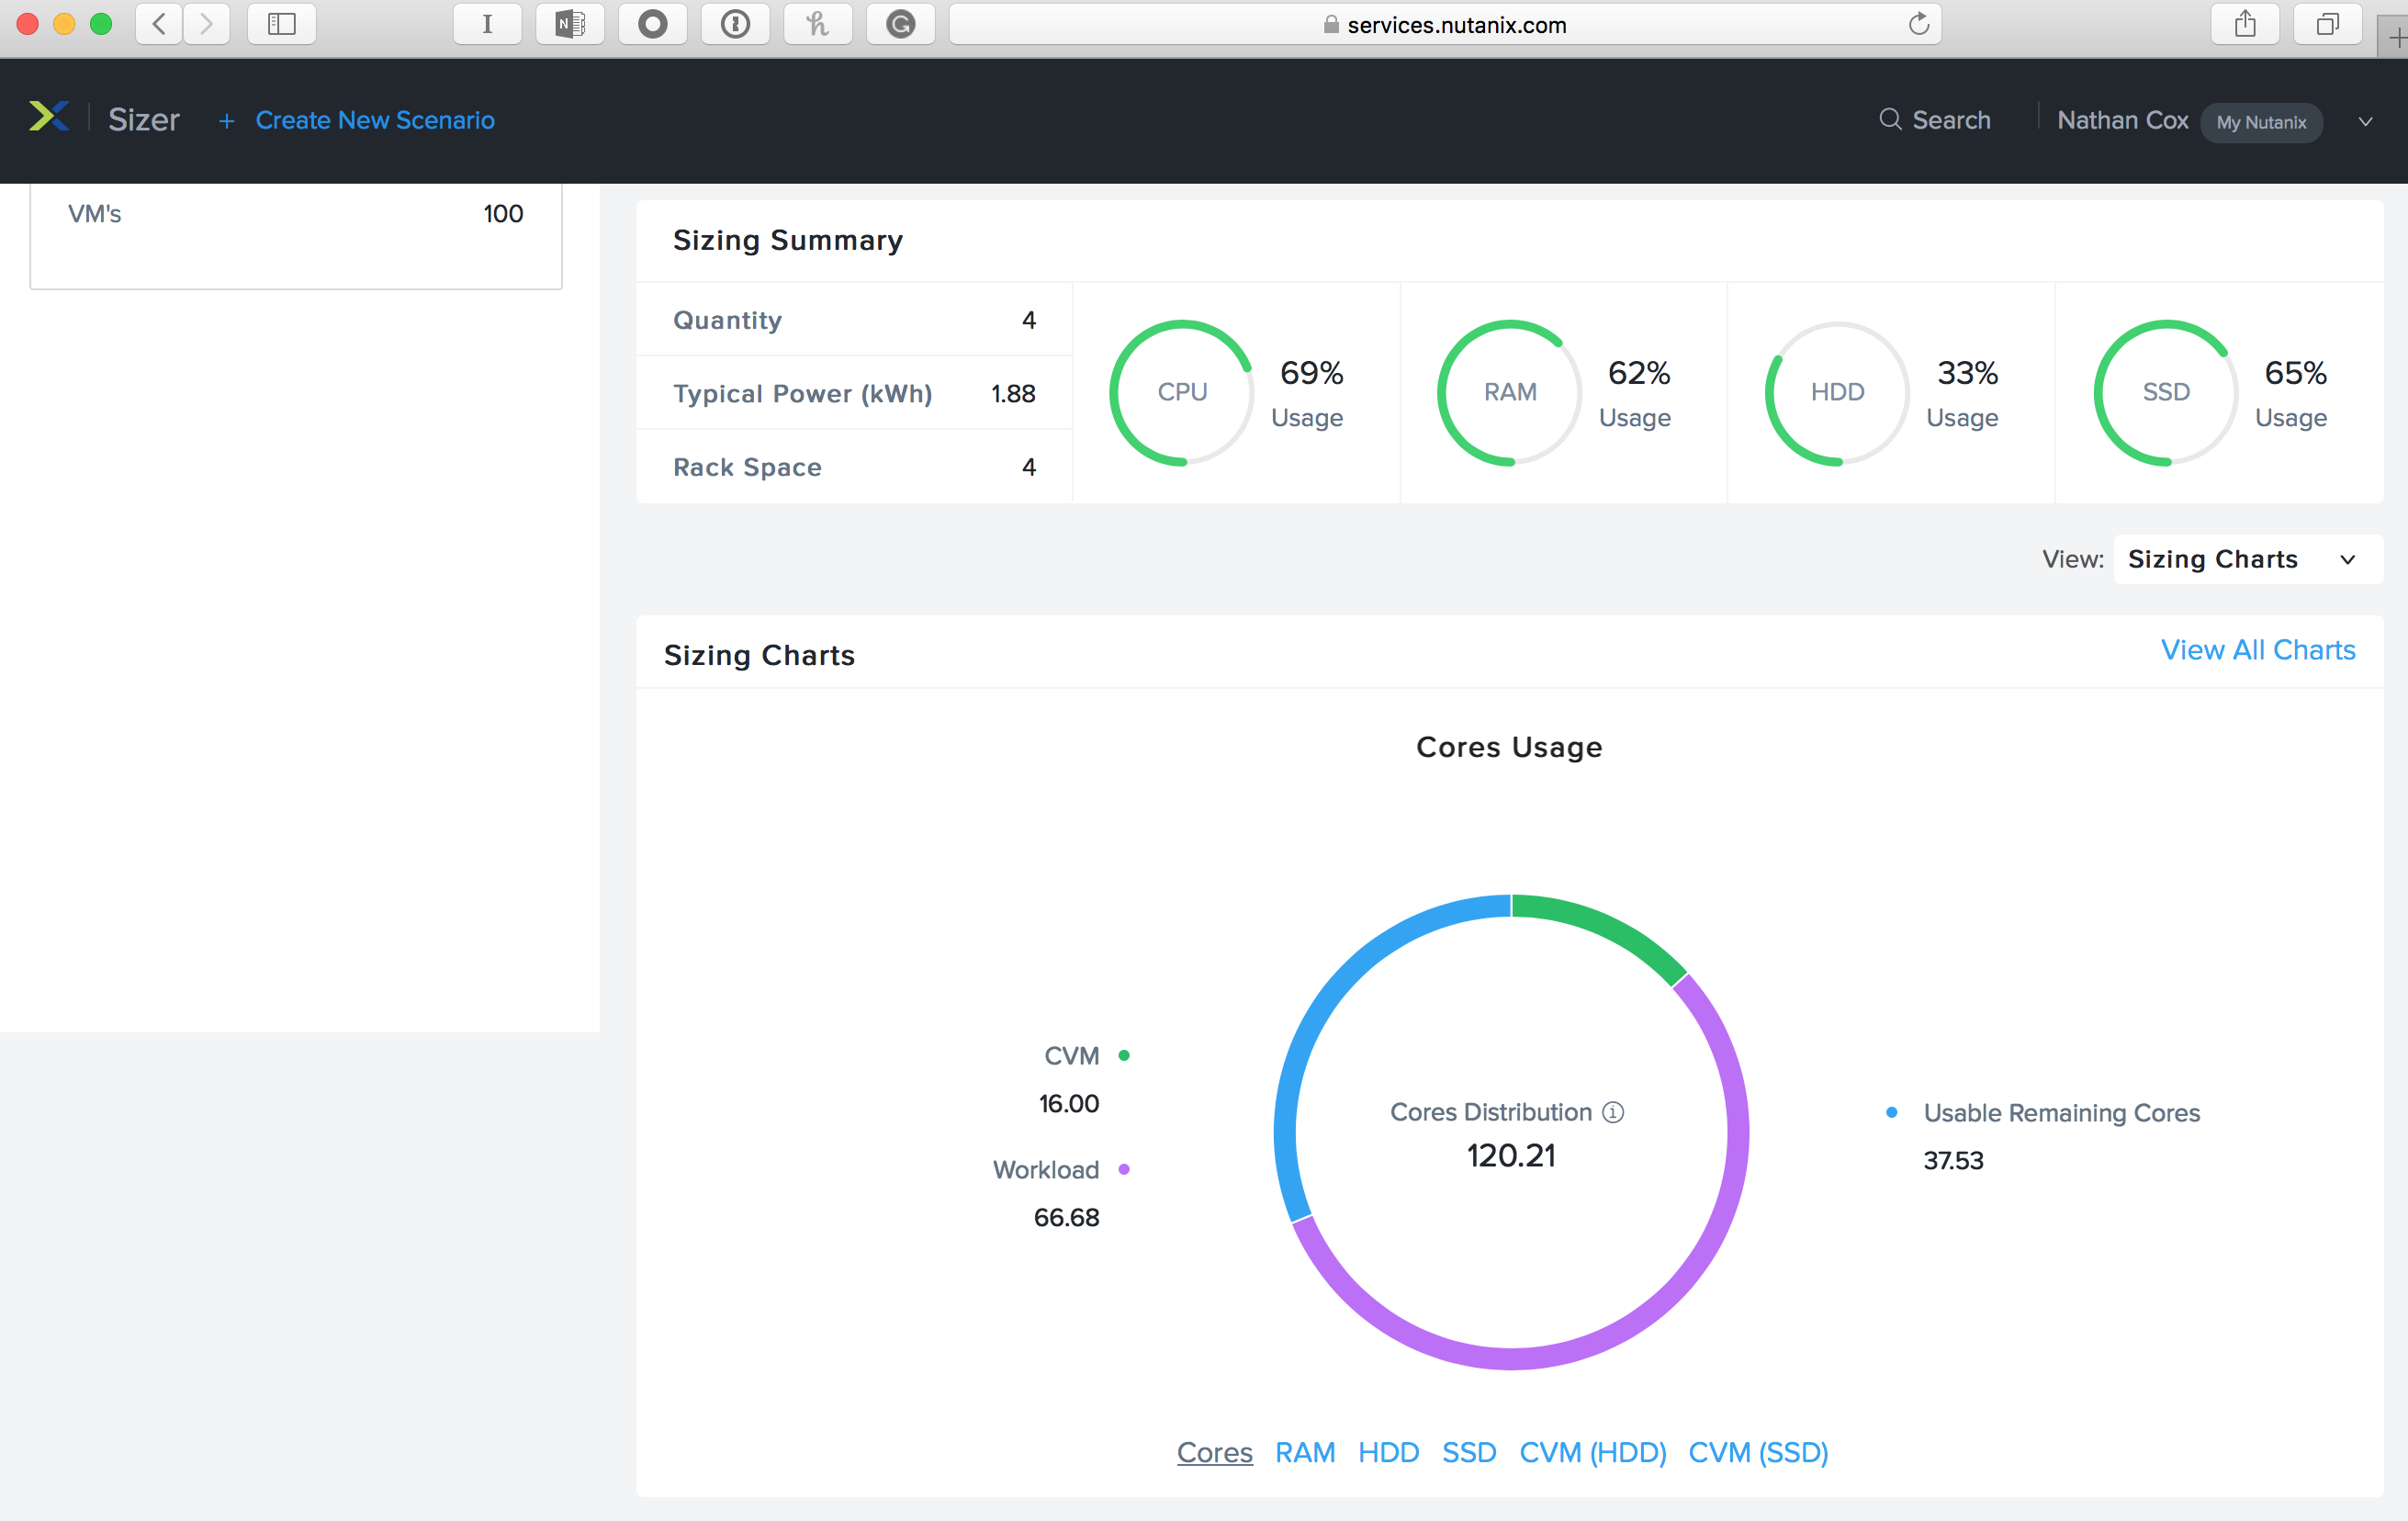 services.nutanix.com
Sizer + Create New Scenario Search Nathan Cox My Nutanix
VM's 100
Sizing Summary
Quantity 4
Typical Power (kWh) 1.88
Rack Space 4
CPU 69% Usage
RAM 62% Usage
HDD 33% Usage
SSD 65% Usage
View: Sizing Charts
Sizing Charts View All Charts
Cores Usage
CVM
16.00
Workload
66.68
Cores Distribution
120.21
Usable Remaining Cores
37.53
Cores RAM HDD SSD CVM (HDD) CVM (SSD)